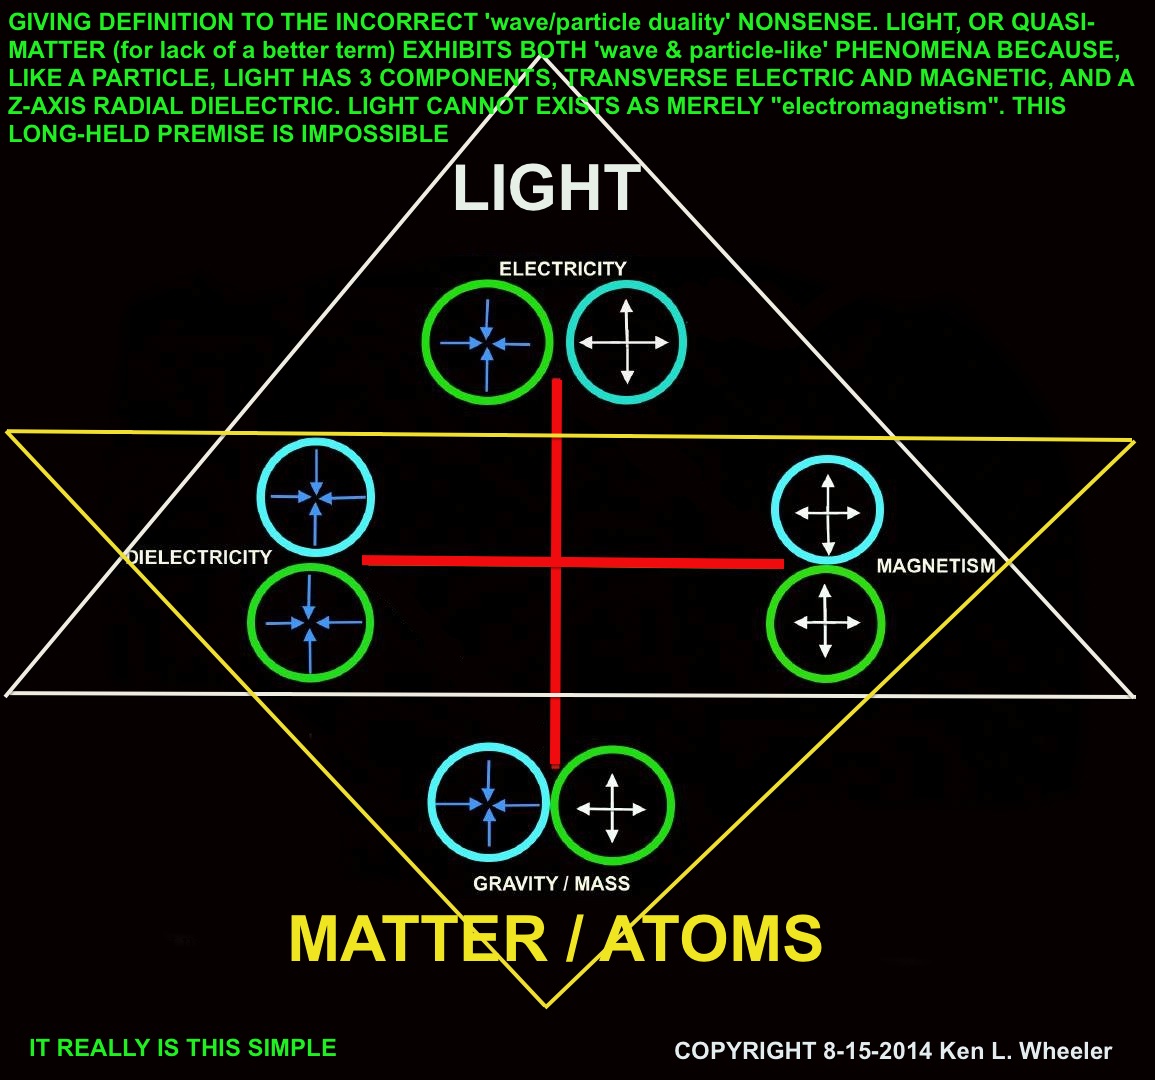 GIVING DEFINITION TO THE INCORRECT 'wave/particle duality' NONSENSE. LIGHT, OR QUASI-
MATTER (for lack of a better term) EXHIBITS BOTH 'wave & particle-like' PHENOMENA BECAUSE,
LIKE A PARTICLE, LIGHT HAS 3 COMPONENTS, TRANSVERSE ELECTRIC AND MAGNETIC, AND A
Z-AXIS RADIAL DIELECTRIC. LIGHT CANNOT EXISTS AS MERELY "electromagnetism". THIS
LONG-HELD PREMISE IS IMPOSSIBLE
LIGHT
ELECTRICITY
DIELECTRICITY
MAGNETISM
GRAVITY / MASS
MATTER / ATOMS
IT REALLY IS THIS SIMPLE
COPYRIGHT 8-15-2014 Ken L. Wheeler